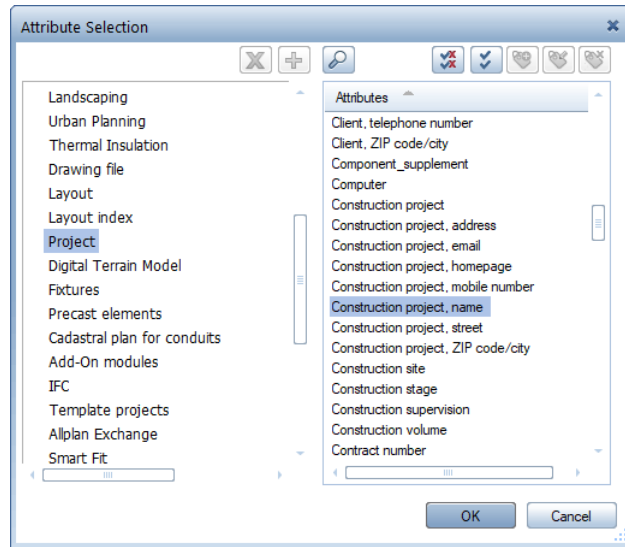 Attribute Selection
Landscaping
Urban Planning
Thermal Insulation
Drawing file
Layout
Layout index
Project
Digital Terrain Model
Fixtures
Precast elements
Cadastral plan for conduits
Add-On modules
IFC
Template projects
Allplan Exchange
Smart Fit
Attributes
Client, telephone number
Client, ZIP code/city
Component_supplement
Computer
Construction project
Construction project, address
Construction project, email
Construction project, homepage
Construction project, mobile number
Construction project, name
Construction project, street
Construction project, ZIP code/city
Construction site
Construction stage
Construction supervision
Construction volume
Contract number
OK
Cancel